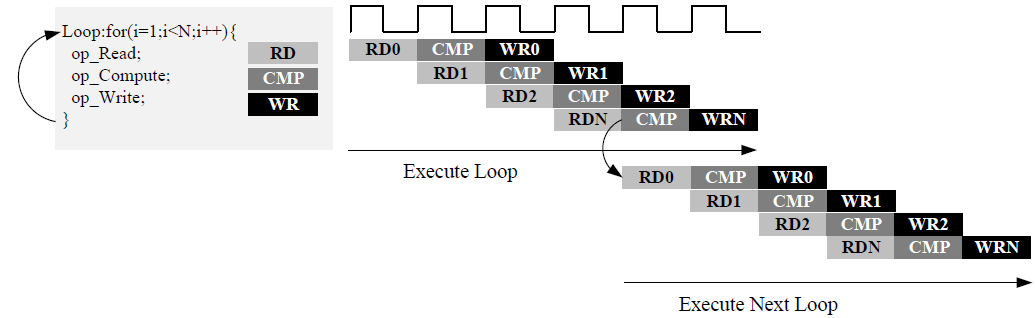 Loop:for(i=1;i<N;i++){
op_Read;
op_Compute;
op_Write;
}
RD
CMP
WR
RD0 CMP WR0
RD1 CMP WR1
RD2 CMP WR2
RDN CMP WRN
Execute Loop
RD0 CMP WR0
RD1 CMP WR1
RD2 CMP WR2
RDN CMP WRN
Execute Next Loop